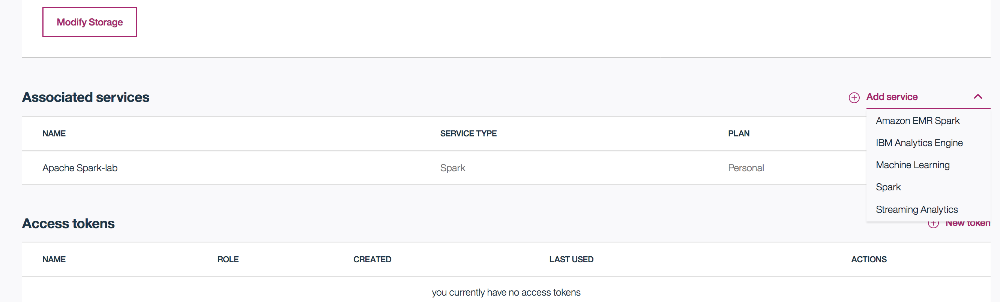 Modify Storage
Associated services
Add service
NAME SERVICE TYPE PLAN
Amazon EMR Spark
IBM Analytics Engine
Machine Learning
Spark
Streaming Analytics
Apache Spark-lab Spark Personal
Access tokens
New token
NAME ROLE CREATED LAST USED ACTIONS
you currently have no access tokens